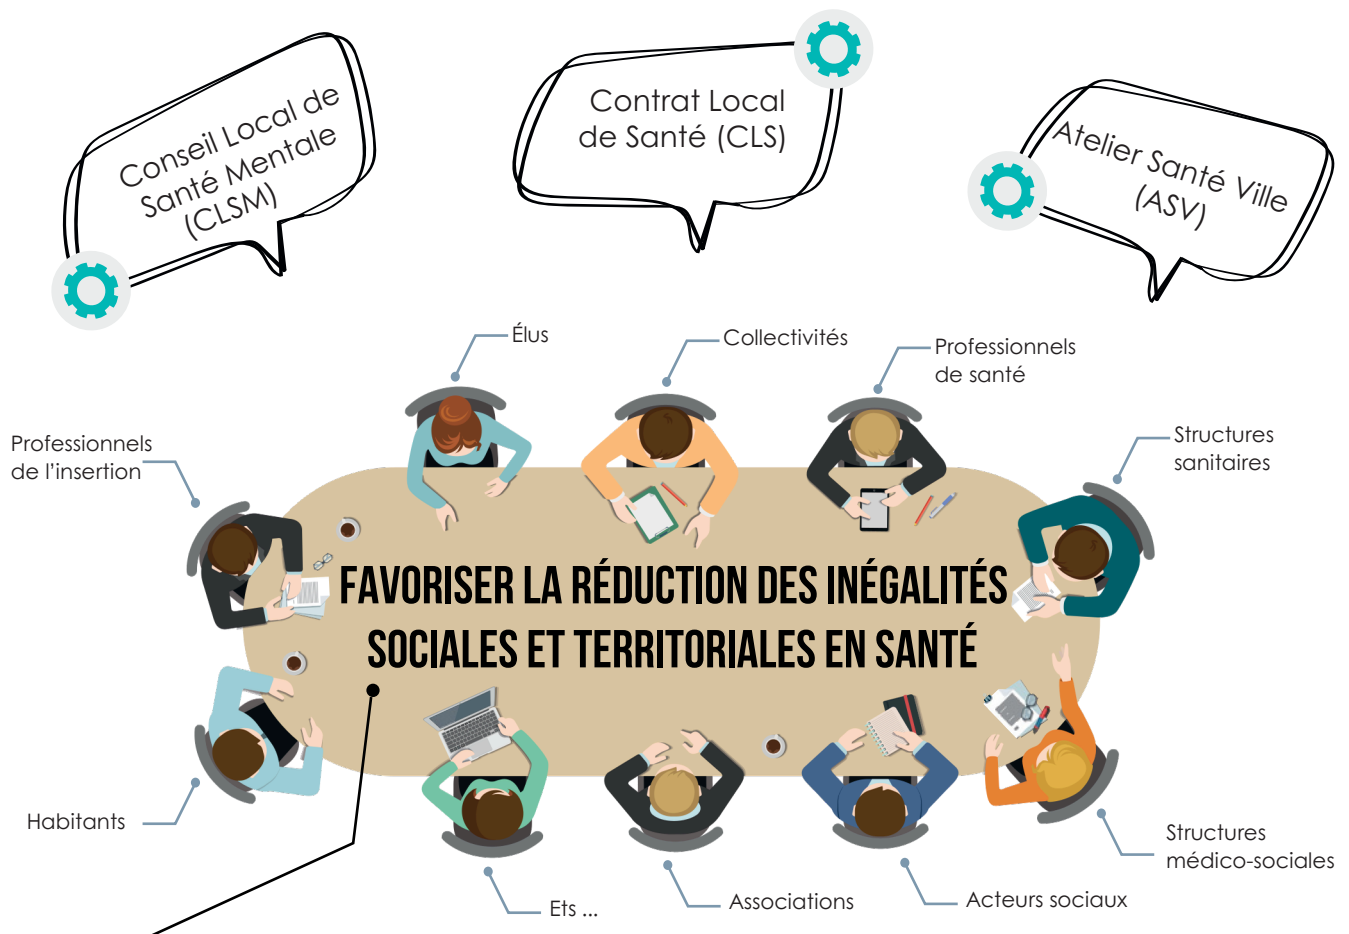 Conseil Local de
Santé Mentale
(CLSM)
Contrat Local
de Santé (CLS)
Atelier Santé Ville
(ASV)
Élus
Collectivités
Professionnels
de santé
Professionnels
de l'insertion
Structures
sanitaires
FAVORISER LA RÉDUCTION DES INÉGALITÉS
SOCIALES ET TERRITORIALES EN SANTÉ
Habitants
Structures
médico-sociales
Ets ...
Associations
Acteurs sociaux